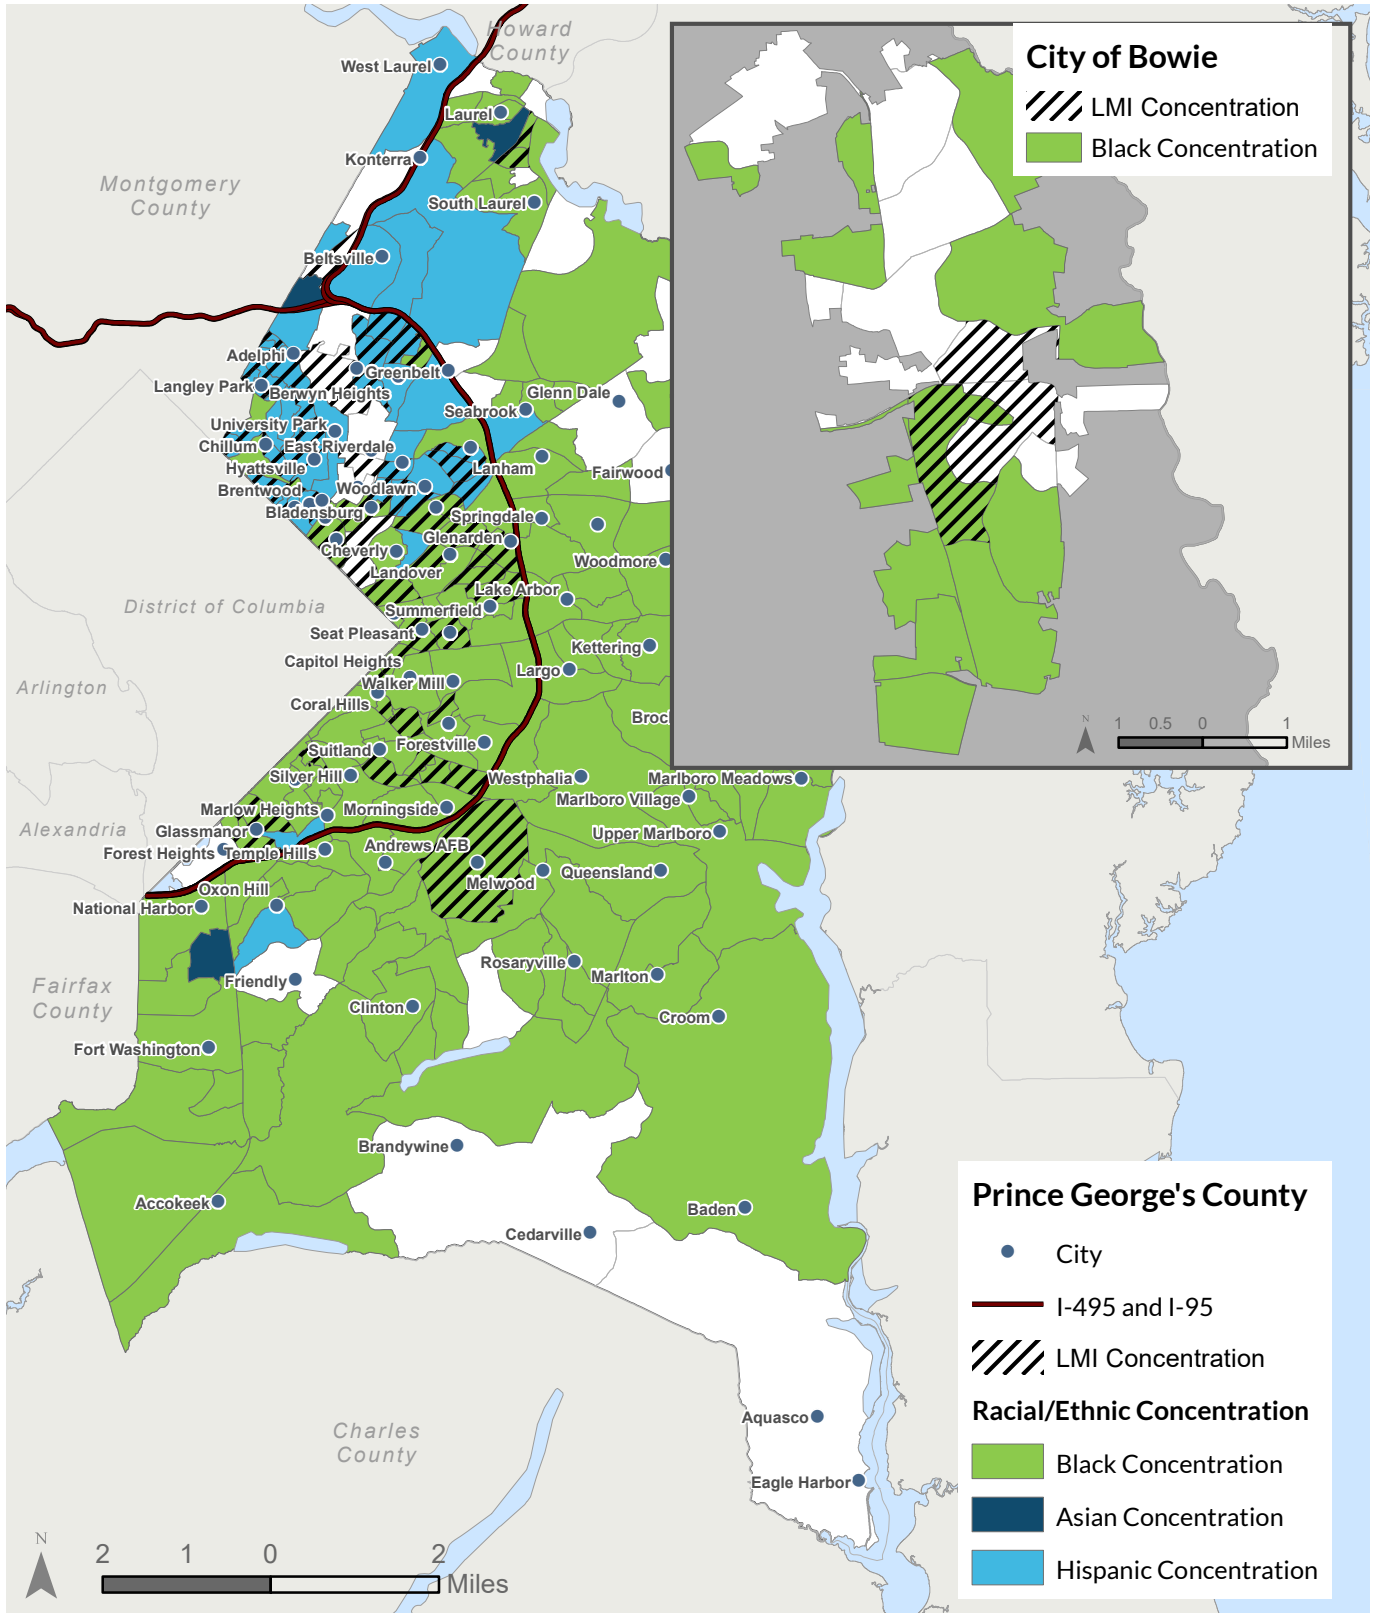 Howard
County
West Laurel
Laurel
Konterra
Montgomery
County
South Laurel
Beltsville
Adelphi
Langley Park
Greenbelt
Berwyn Heights
Glenn Dale
Seabrook
University Park
Chillum
East Riverdale
Hyattsville
Lanham
Fairwood
Brentwood
Woodlawn
Bladensburg
Springdale
Cheverly
Glenarden
Woodmore
Landover
Lake Arbor
District of Columbia
Summerfield
Seat Pleasant
Kettering
Capitol Heights
Largo
Walker Mill
Arlington
Coral Hills
Broc
Suitland
Forestville
Silver Hill
Westphalia
Marlboro Meadows
Marlboro Village
Marlow Heights
Morningside
Alexandria
Glassmanor
Upper Marlboro
Forest Heights
Temple Hills
Andrews AFB
Melwood
Queensland
Oxon Hill
National Harbor
Rosaryville
Marlton
Friendly
Fairfax
County
Clinton
Croom
Fort Washington
Brandywine
Accokeek
Baden
Cedarville
Aquasco
Charles
County
Eagle Harbor
N
2 1 0 2
Miles
City of Bowie
LMI Concentration
Black Concentration
N
1 0.5 0 1
Miles
Prince George's County
City
I-495 and I-95
LMI Concentration
Racial/Ethnic Concentration
Black Concentration
Asian Concentration
Hispanic Concentration